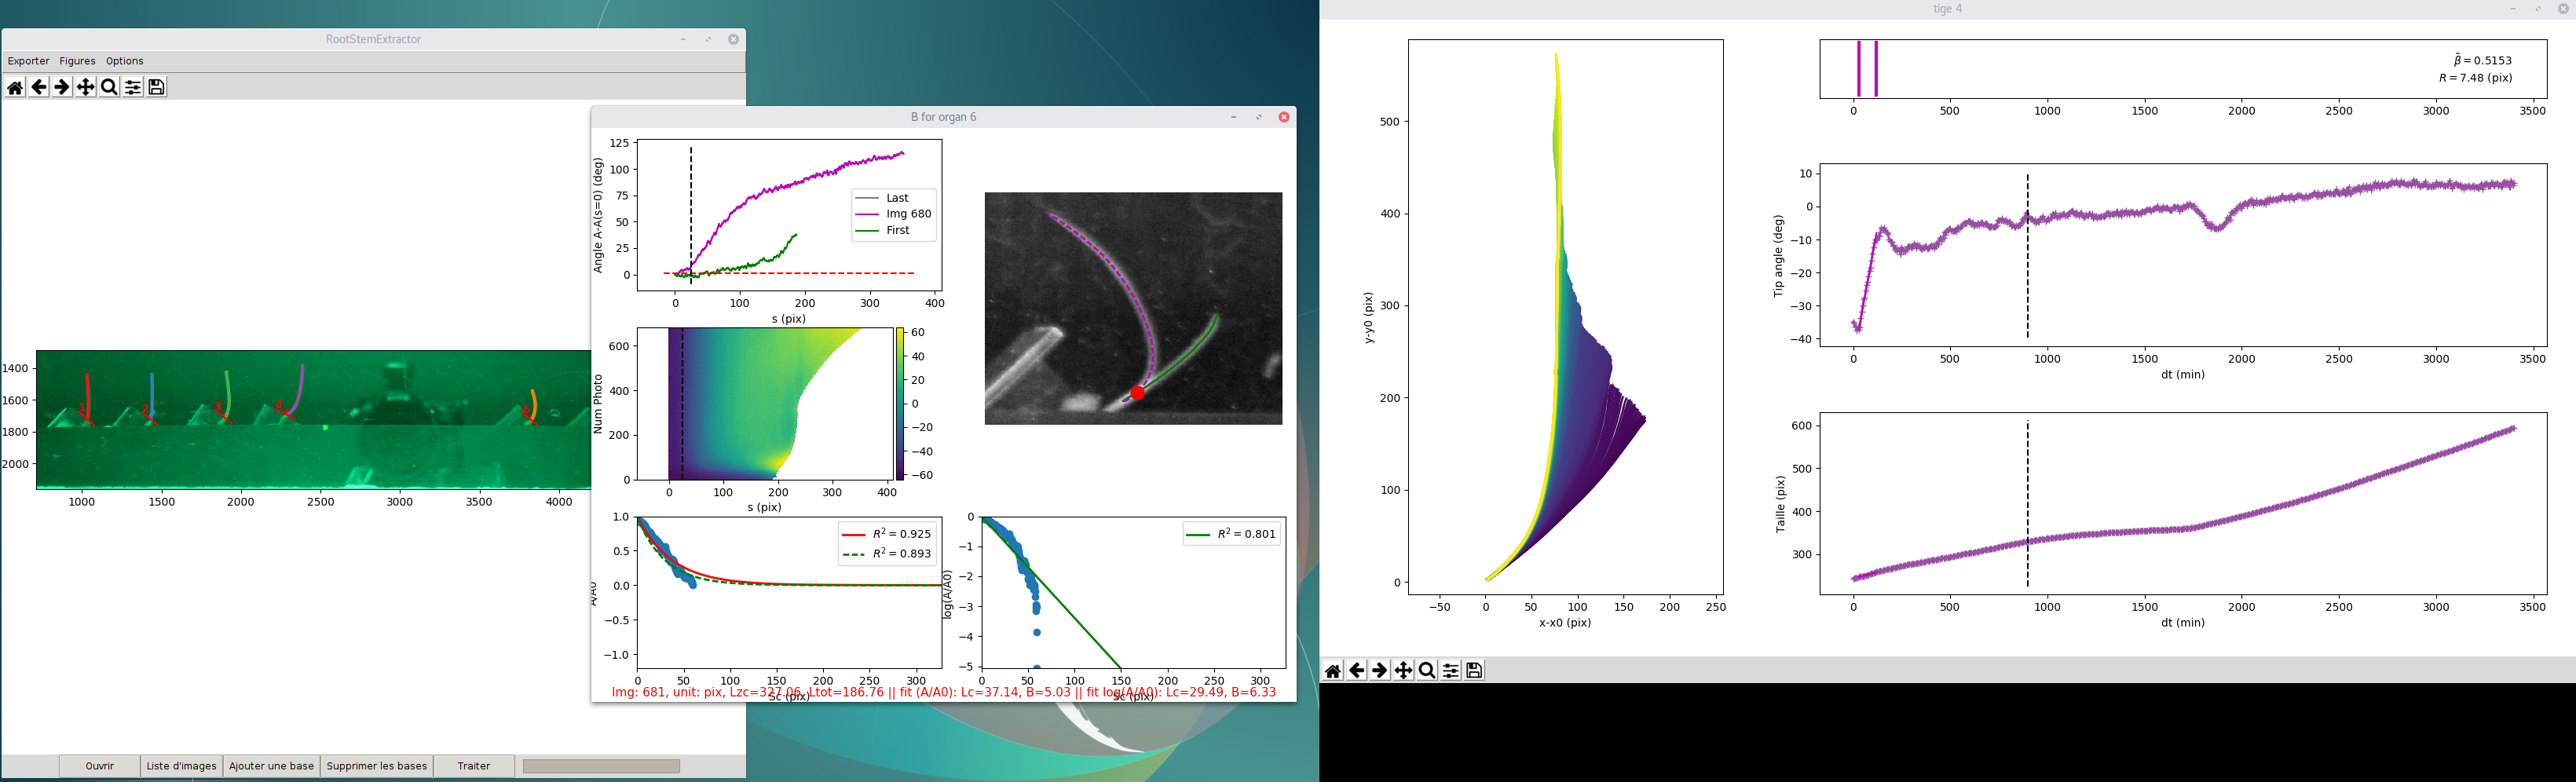 RootStemExtractor
Exporter Figures Options
1400
1600
1800
2000
1 2 3 4 5
1000 1500 2000 2500 3000 3500 4000
Ouvrir Liste d'images Ajouter une base Supprimer les bases Traiter
B for organ 6
Angle A-A(s=0) (deg)
125
100
75
50
25
0
Last
Img 680
First
0 100 200 300 400
s (pix)
Num Photo
600
400
200
0
0 100 200 300 400
s (pix)
60
40
20
0
−20
−40
−60
A/A0
1.0
0.5
0.0
−0.5
−1.0
R² = 0.925
R² = 0.893
0 50 100 150 200 250 300
Sc (pix)
log(A/A0)
0
−1
−2
−3
−4
−5
R² = 0.801
0 50 100 150 200 250 300
Sc (pix)
Img: 681, unit: pix, Lzc=327.06, Ltot=186.76 || fit (A/A0): Lc=37.14, B=5.03 || fit log(A/A0): Lc=29.49, B=6.33
tige 4
y-y0 (pix)
500
400
300
200
100
0
−50 0 50 100 150 200 250
x-x0 (pix)
β̃ = 0.5153
R = 7.48 (pix)
0 500 1000 1500 2000 2500 3000 3500
Tip angle (deg)
10
0
−10
−20
−30
−40
0 500 1000 1500 2000 2500 3000 3500
dt (min)
Taille (pix)
600
500
400
300
0 500 1000 1500 2000 2500 3000 3500
dt (min)